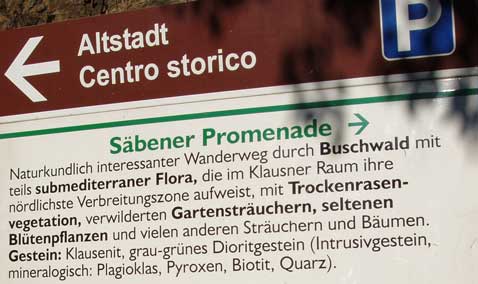 P
Altstadt
Centro storico
Säbener Promenade
Naturkundlich interessanter Wanderweg durch Buschwald mit
teils submediterraner Flora, die im Klausner Raum ihre
nördlichste Verbreitungszone aufweist, mit Trockenrasen-
vegetation, verwilderten Gartensträuchern, seltenen
Blütenpflanzen und vielen anderen Sträuchern und Bäumen.
Gestein: Klausenit, grau-grünes Dioritgestein (Intrusivgestein,
mineralogisch: Plagioklas, Pyroxen, Biotit, Quarz).